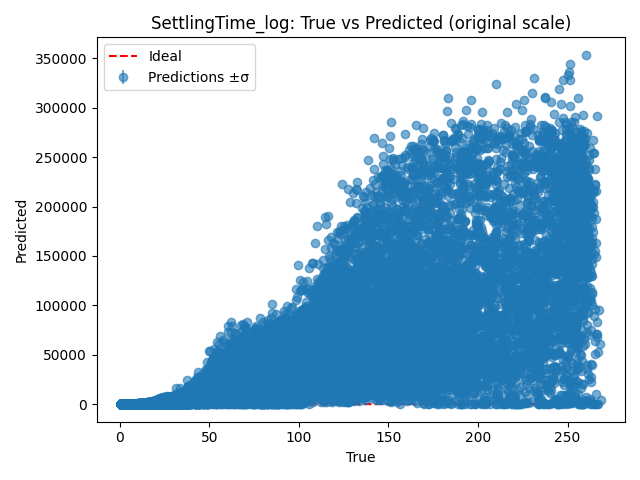 SettlingTime_log: True vs Predicted (original scale)
Ideal
Predictions ±σ
350000
300000
250000
200000
150000
100000
50000
0
Predicted
0 50 100 150 200 250
True